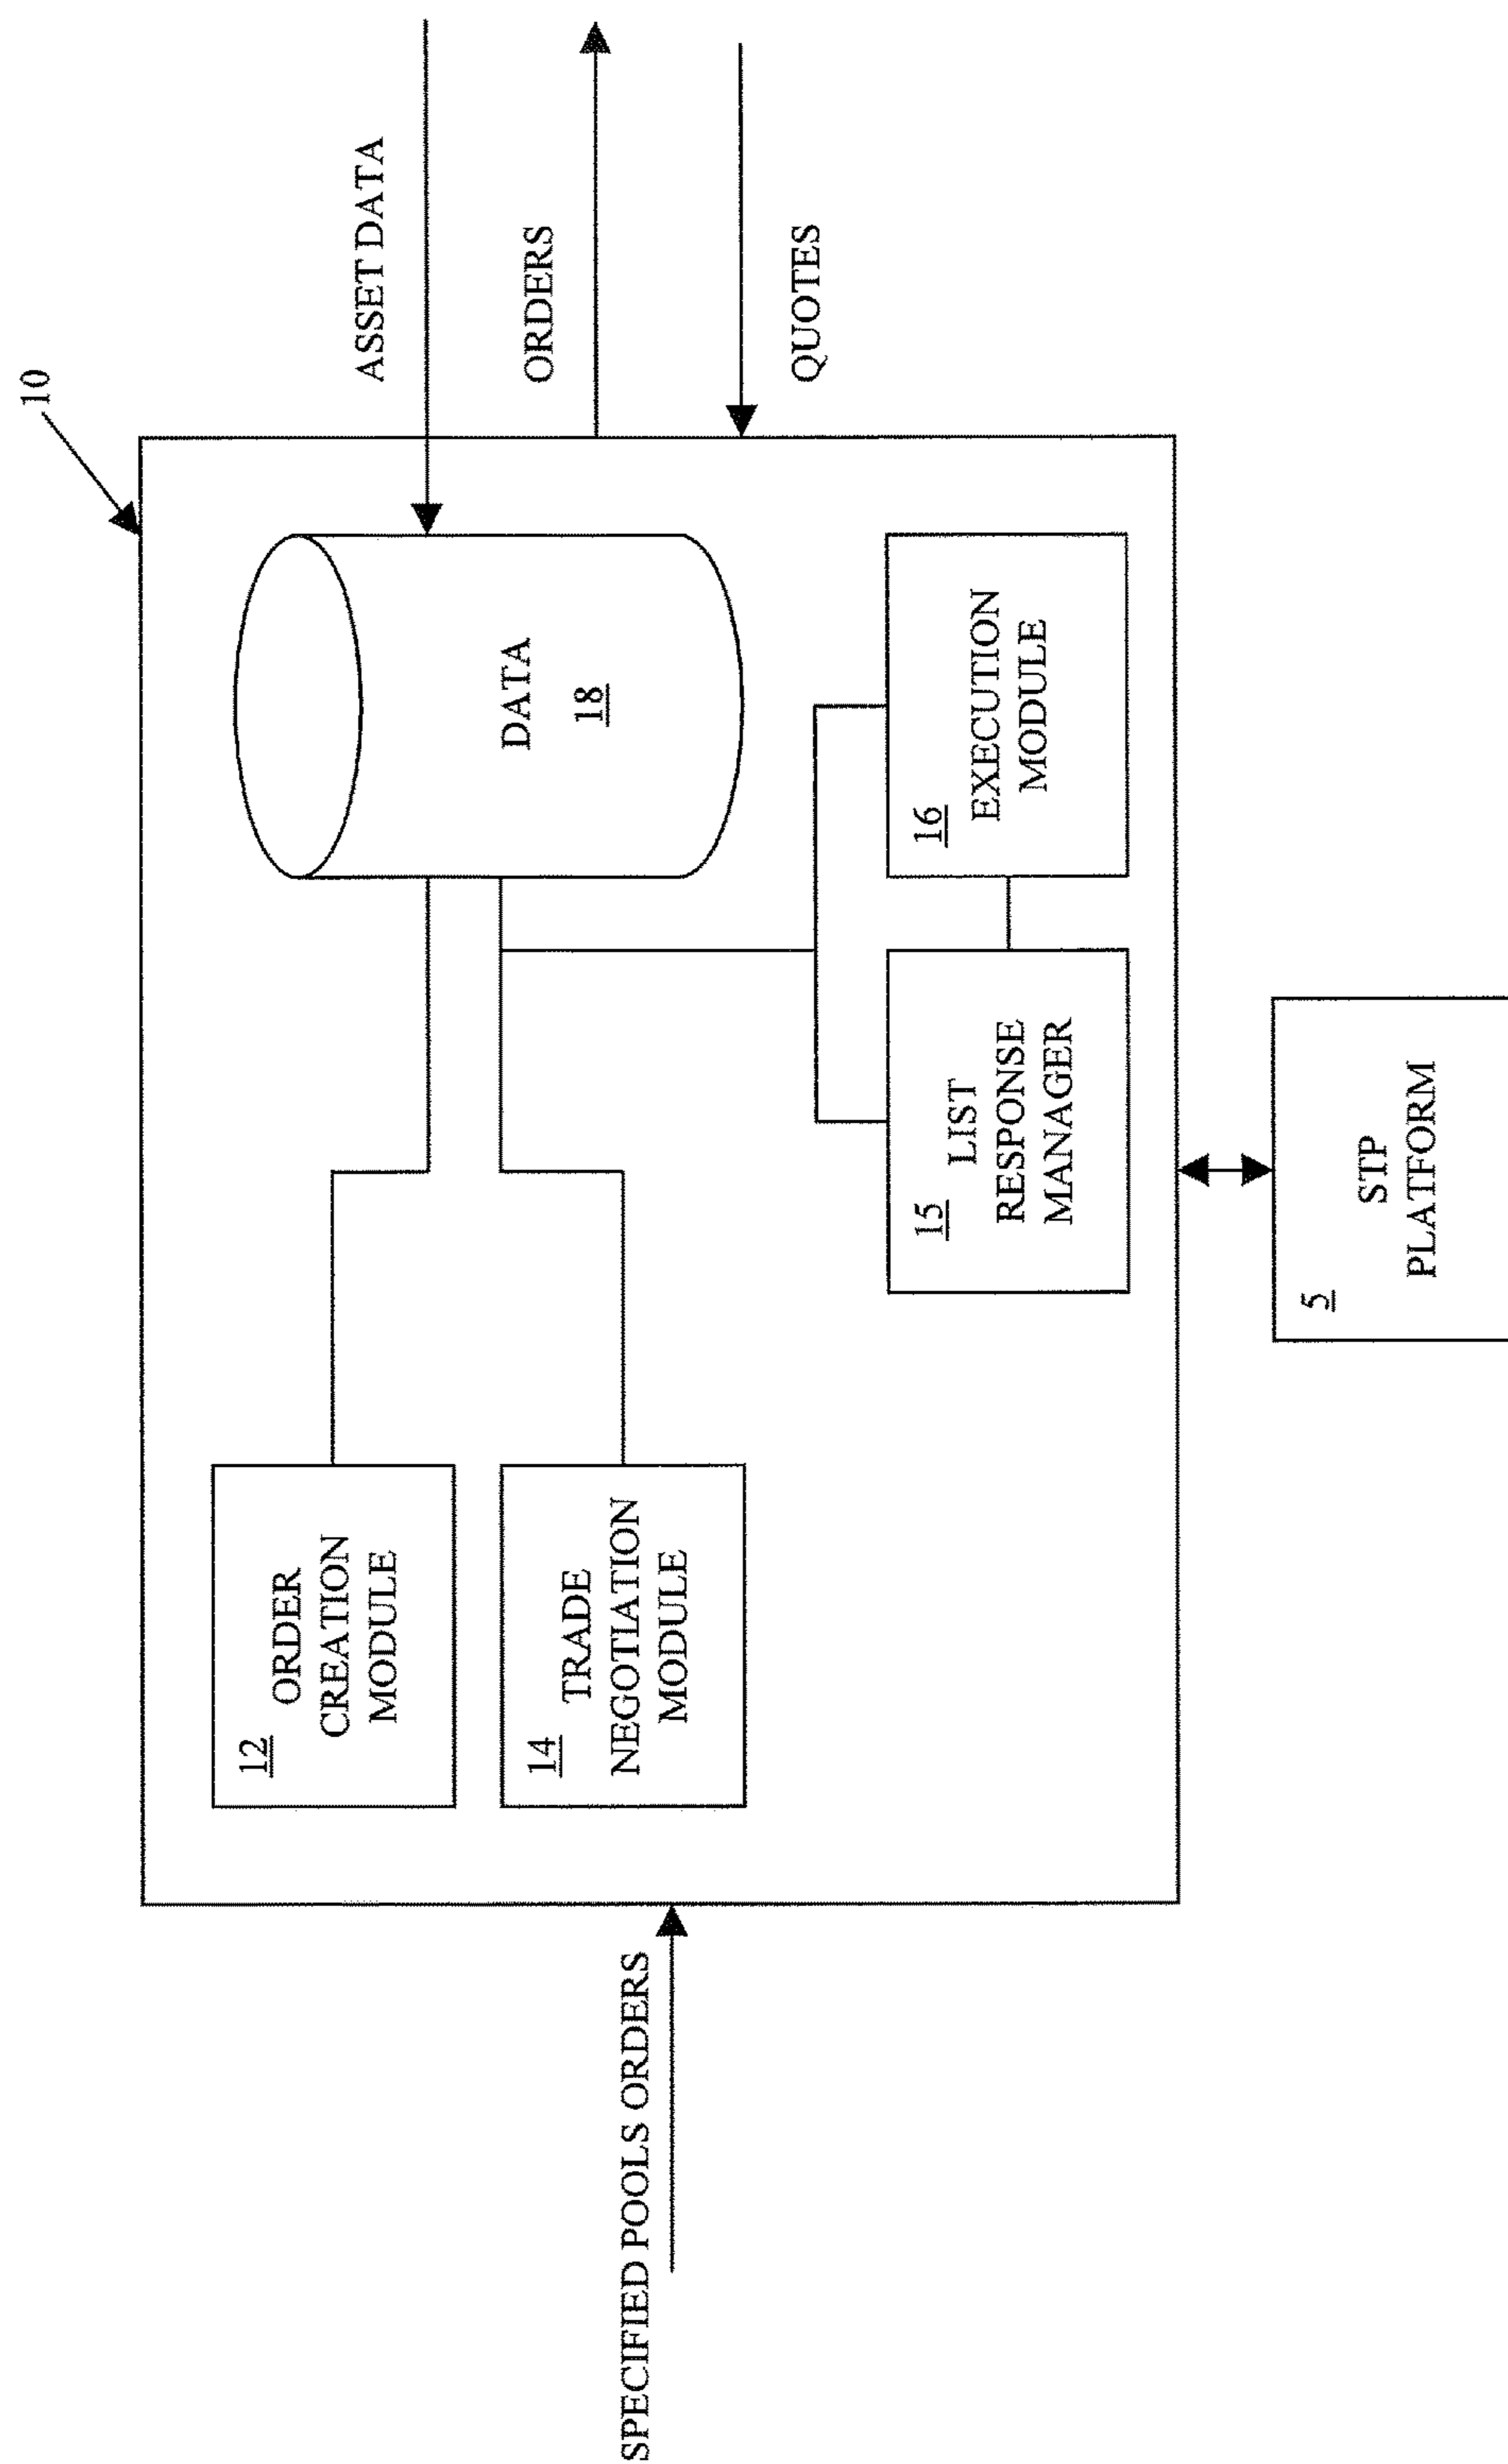 10
12
ORDER
CREATION
MODULE
ASSET DATA
SPECIFIED POOLS ORDERS
14
TRADE
NEGOTIATION
MODULE
DATA
18
ORDERS
QUOTES
15
LIST
RESPONSE
MANAGER
16
EXECUTION
MODULE
5
STP
PLATFORM